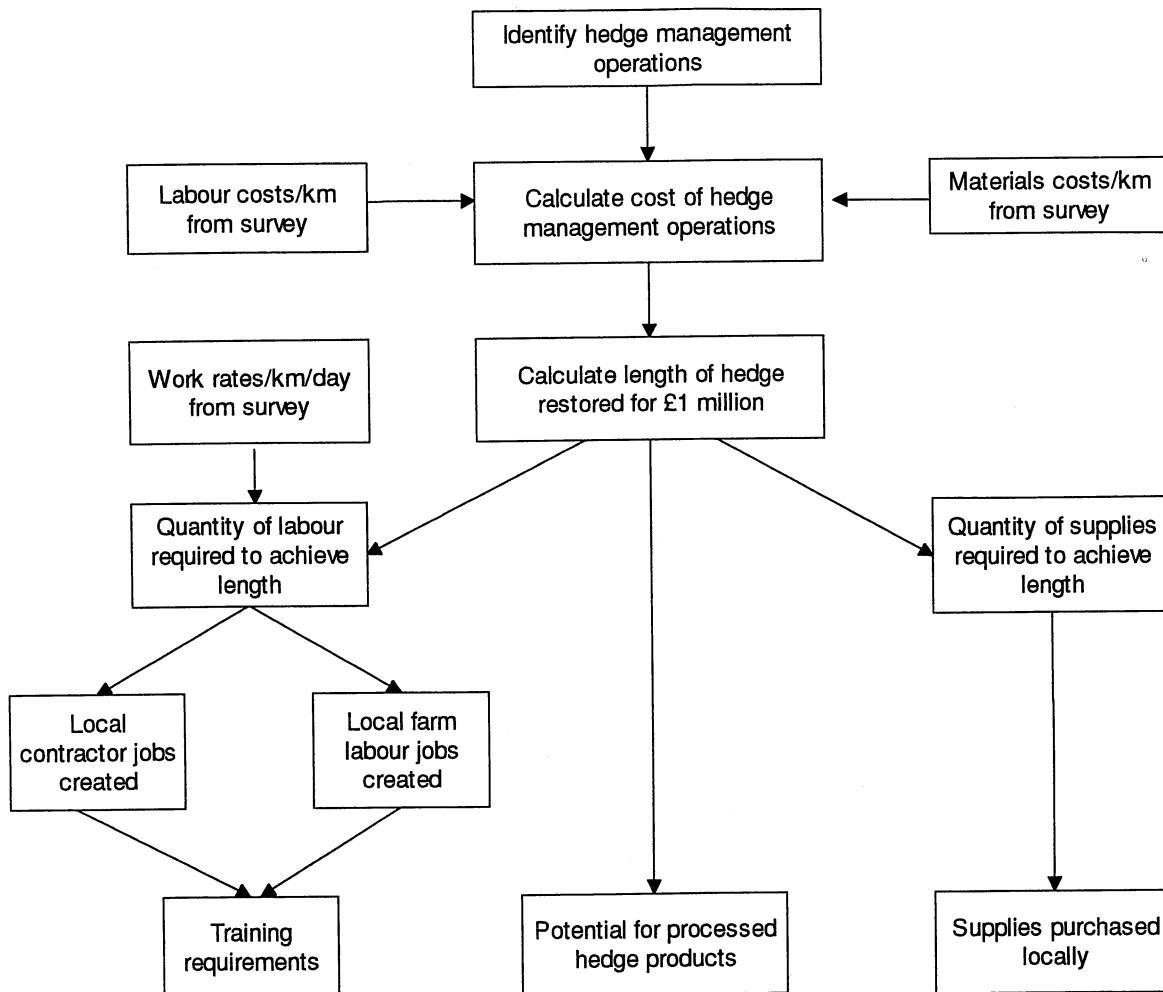 Identify hedge management
operations
Labour costs/km
from survey
Calculate cost of hedge
management operations
Materials costs/km
from survey
Work rates/km/day
from survey
Calculate length of hedge
restored for £1 million
Quantity of labour
required to achieve
length
Quantity of supplies
required to achieve
length
Local
contractor jobs
created
Local farm
labour jobs
created
Training
requirements
Potential for processed
hedge products
Supplies purchased
locally